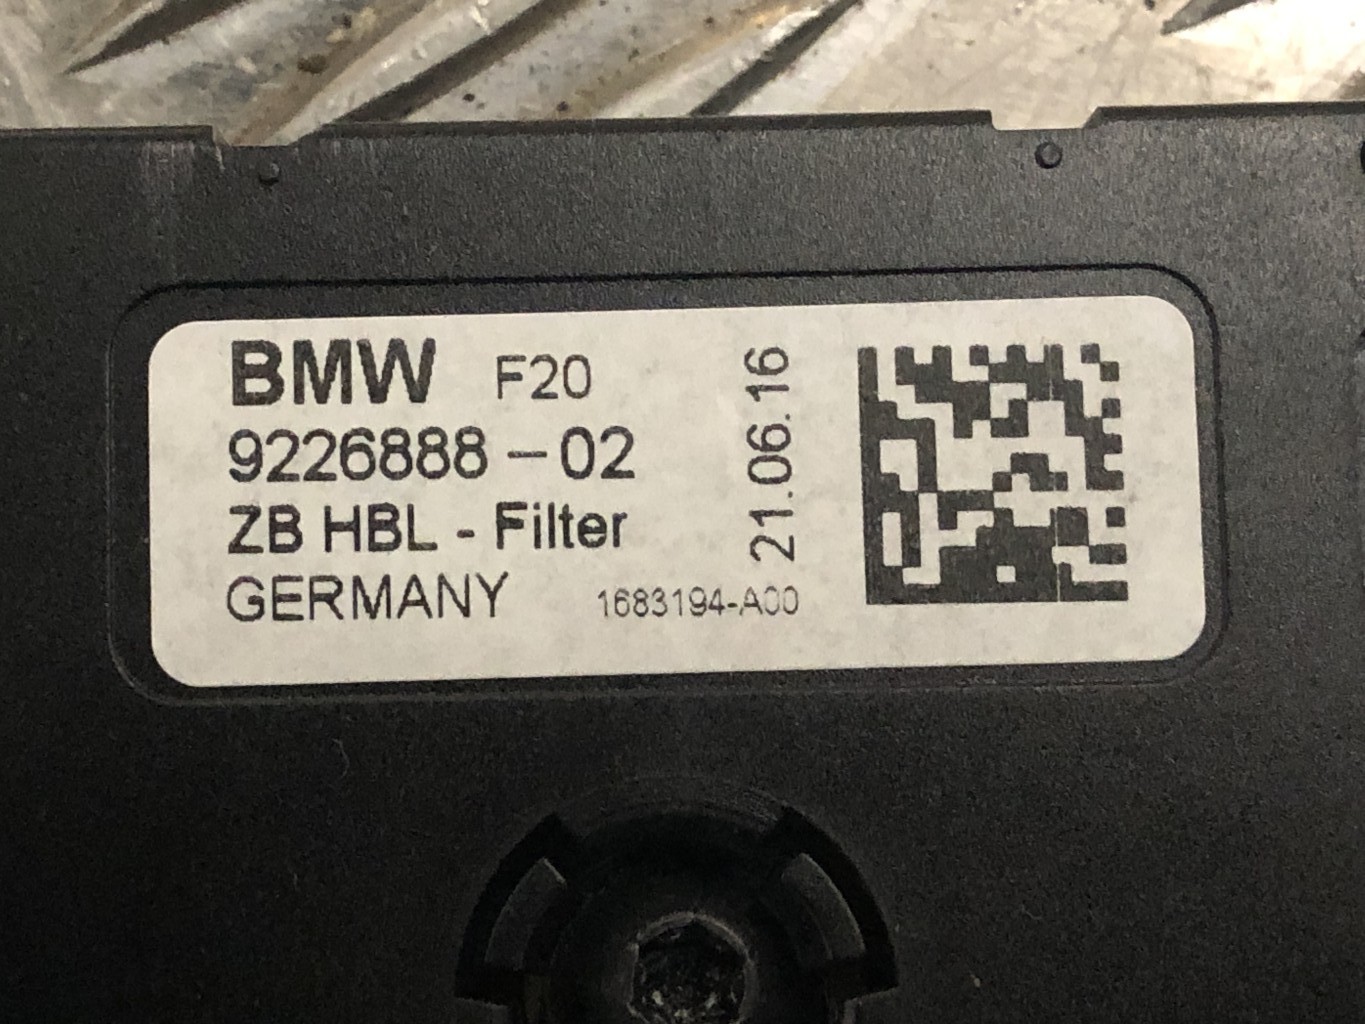 BMW F20
9226888-02
ZB HBL - Filter
GERMANY 1683194-A00
21.06.16